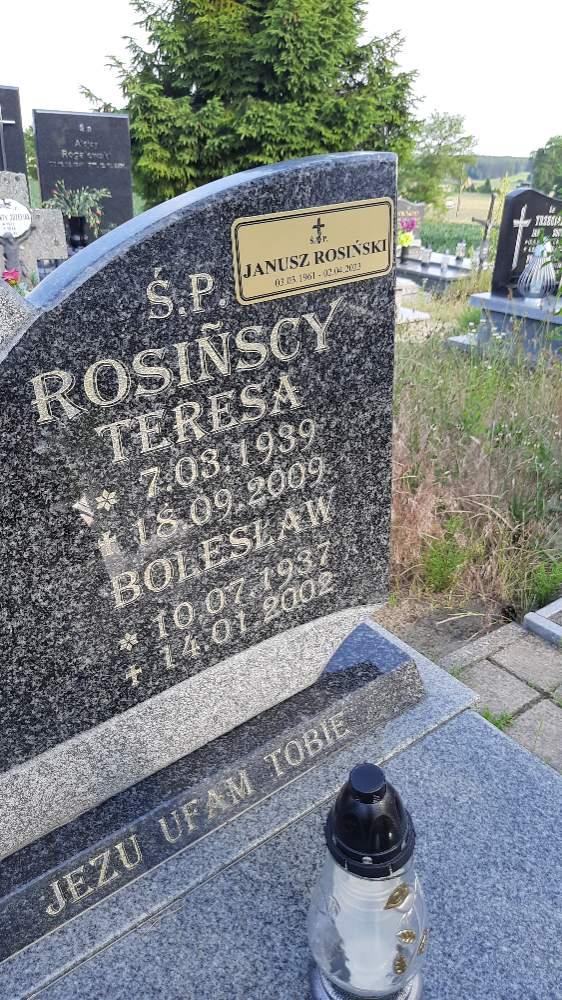 Ś.P.
JANUSZ ROSIŃSKI
03.03.1961 - 02.04.2023
Ś.P.
ROSIÑSCY
TERESA
7.03.1939
18.09.2009
BOLESŁAW
10.07.1937
14.01.2002
JEZU UFAM TOBIE
Ś.P.